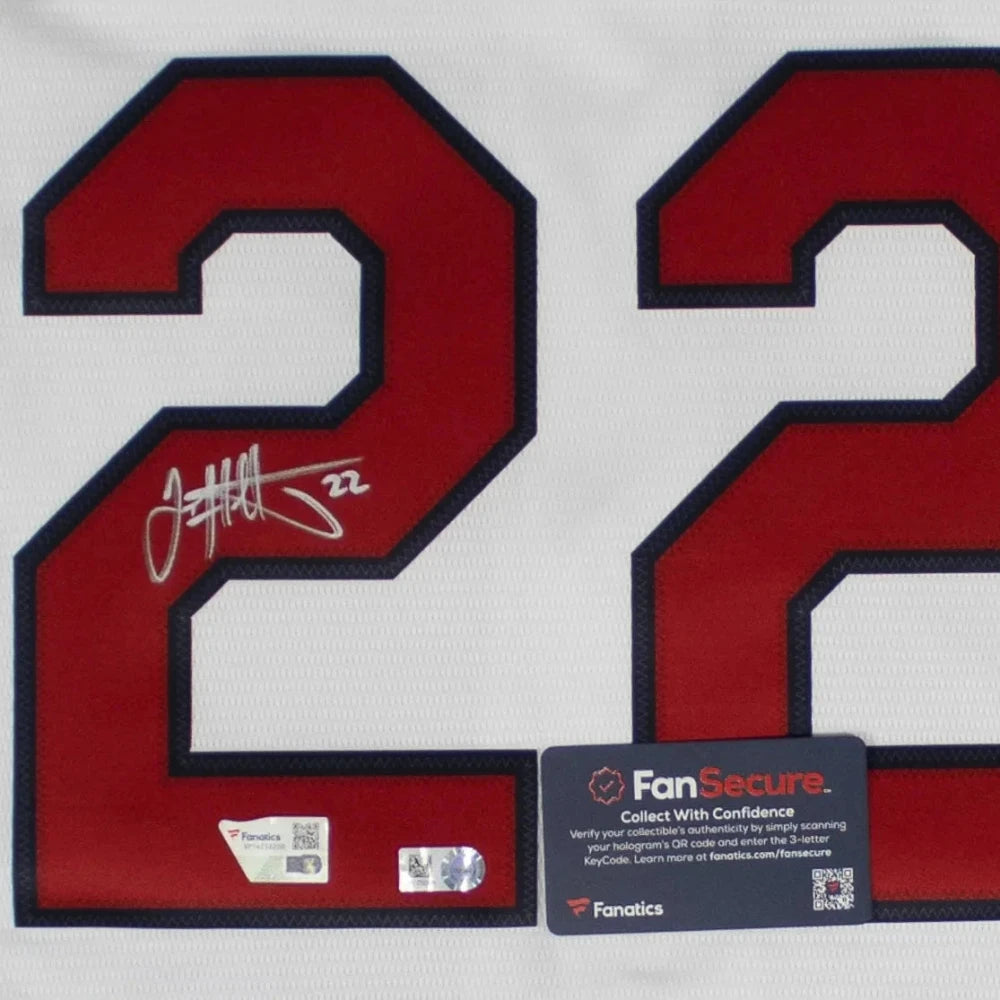 22
22
Fanatics
FanSecure
Collect With Confidence
Verify your collectible's authenticity by simply scanning
your hologram's QR code and enter the 3-letter
KeyCode. Learn more at fanatics.com/fansecure
Fanatics